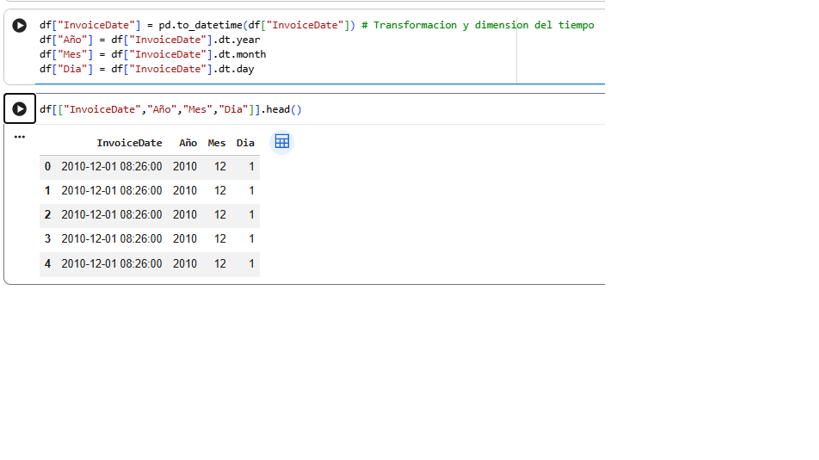 df["InvoiceDate"] = pd.to_datetime(df["InvoiceDate"]) # Transformacion y dimension del tiempo
df["Año"] = df["InvoiceDate"].dt.year
df["Mes"] = df["InvoiceDate"].dt.month
df["Dia"] = df["InvoiceDate"].dt.day
df[["InvoiceDate","Año","Mes","Dia"]].head()
InvoiceDate Año Mes Dia
0 2010-12-01 08:26:00 2010 12 1
1 2010-12-01 08:26:00 2010 12 1
2 2010-12-01 08:26:00 2010 12 1
3 2010-12-01 08:26:00 2010 12 1
4 2010-12-01 08:26:00 2010 12 1